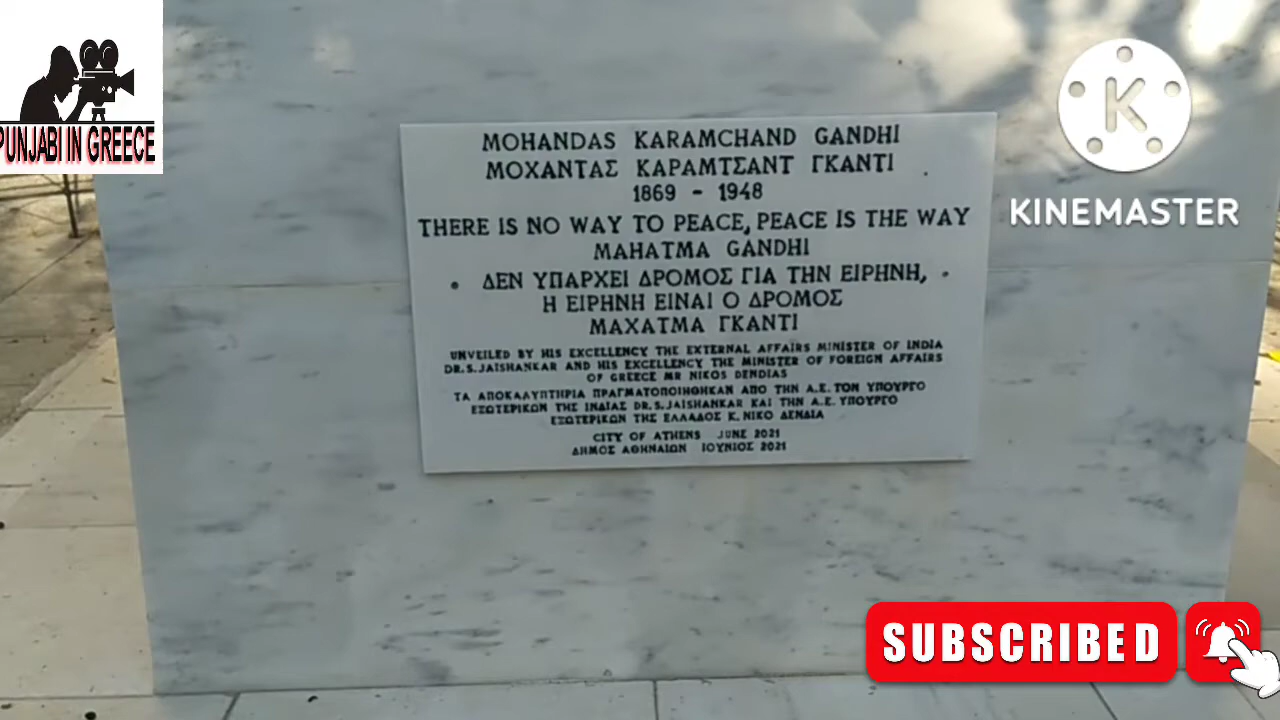 PUNJABI IN GREECE
K
KINEMASTER
MOHANDAS KARAMCHAND GANDHI
ΜΟΧΑΝΤΑΣ ΚΑΡΑΜΤΣΑΝΤ ΓΚΑΝΤΙ
1869 - 1948
THERE IS NO WAY TO PEACE, PEACE IS THE WAY
MAHATMA GANDHI
• ΔΕΝ ΥΠΑΡΧΕΙ ΔΡΟΜΟΣ ΓΙΑ ΤΗΝ ΕΙΡΗΝΗ, •
Η ΕΙΡΗΝΗ ΕΙΝΑΙ Ο ΔΡΟΜΟΣ
ΜΑΧΑΤΜΑ ΓΚΑΝΤΙ
UNVEILED BY HIS EXCELLENCY THE EXTERNAL AFFAIRS MINISTER OF INDIA
DR.S.JAISHANKAR AND HIS EXCELLENCY THE MINISTER OF FOREIGN AFFAIRS
OF GREECE MR NIKOS DENDIAS
ΤΑ ΑΠΟΚΑΛΥΠΤΗΡΙΑ ΠΡΑΓΜΑΤΟΠΟΙΗΘΗΚΑΝ ΑΠΟ ΤΗΝ Α.Ε. ΤΟΝ ΥΠΟΥΡΓΟ
ΕΞΩΤΕΡΙΚΩΝ ΤΗΣ ΙΝΔΙΑΣ DR.S.JAISHANKAR ΚΑΙ ΤΗΝ Α.Ε. ΥΠΟΥΡΓΟ
ΕΞΩΤΕΡΙΚΩΝ ΤΗΣ ΕΛΛΑΔΟΣ Κ. ΝΙΚΟ ΔΕΝΔΙΑ
CITY OF ATHENS JUNE 2021
ΔΗΜΟΣ ΑΘΗΝΑΙΩΝ ΙΟΥΝΙΟΣ 2021
SUBSCRIBED